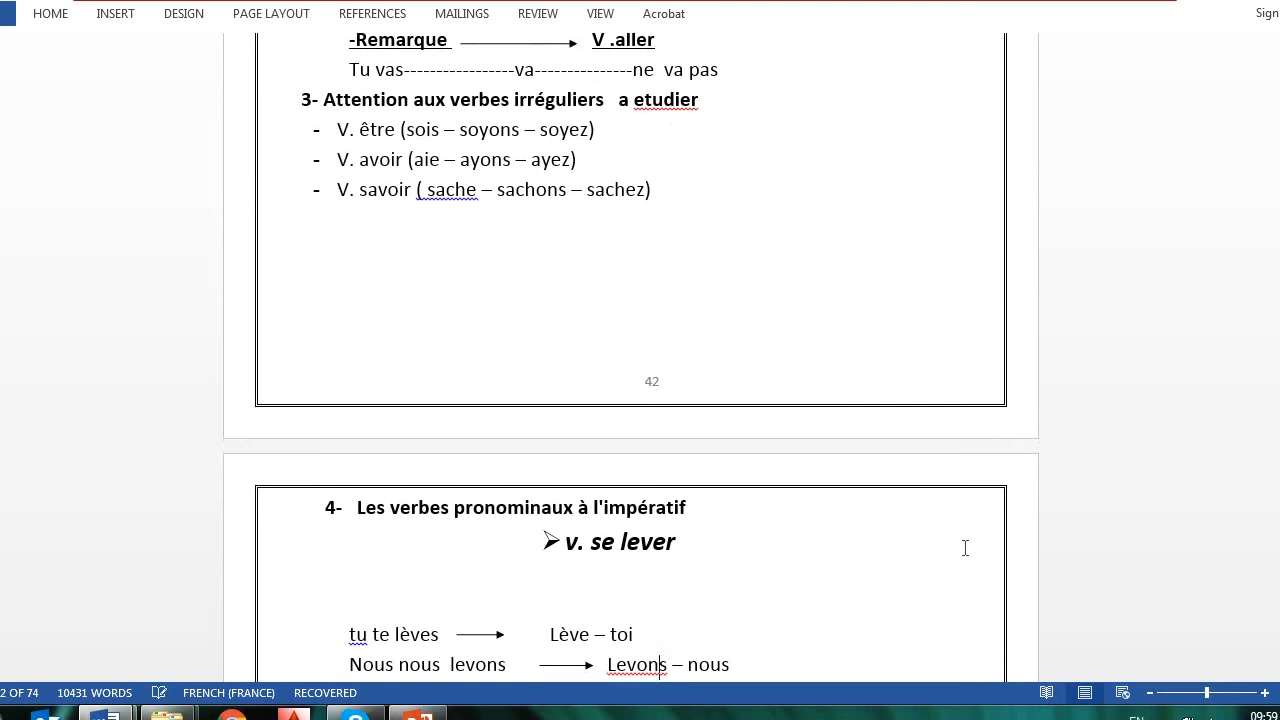 HOME INSERT DESIGN PAGE LAYOUT REFERENCES MAILINGS REVIEW VIEW Acrobat Sign
-Remarque V .aller
Tu vas-----------------va---------------ne va pas
3- Attention aux verbes irréguliers a etudier
- V. être (sois – soyons – soyez)
- V. avoir (aie – ayons – ayez)
- V. savoir ( sache – sachons – sachez)
42
4- Les verbes pronominaux à l'impératif
➢ v. se lever
tu te lèves Lève – toi
Nous nous levons Levons – nous
2 OF 74 10431 WORDS FRENCH (FRANCE) RECOVERED
09:59